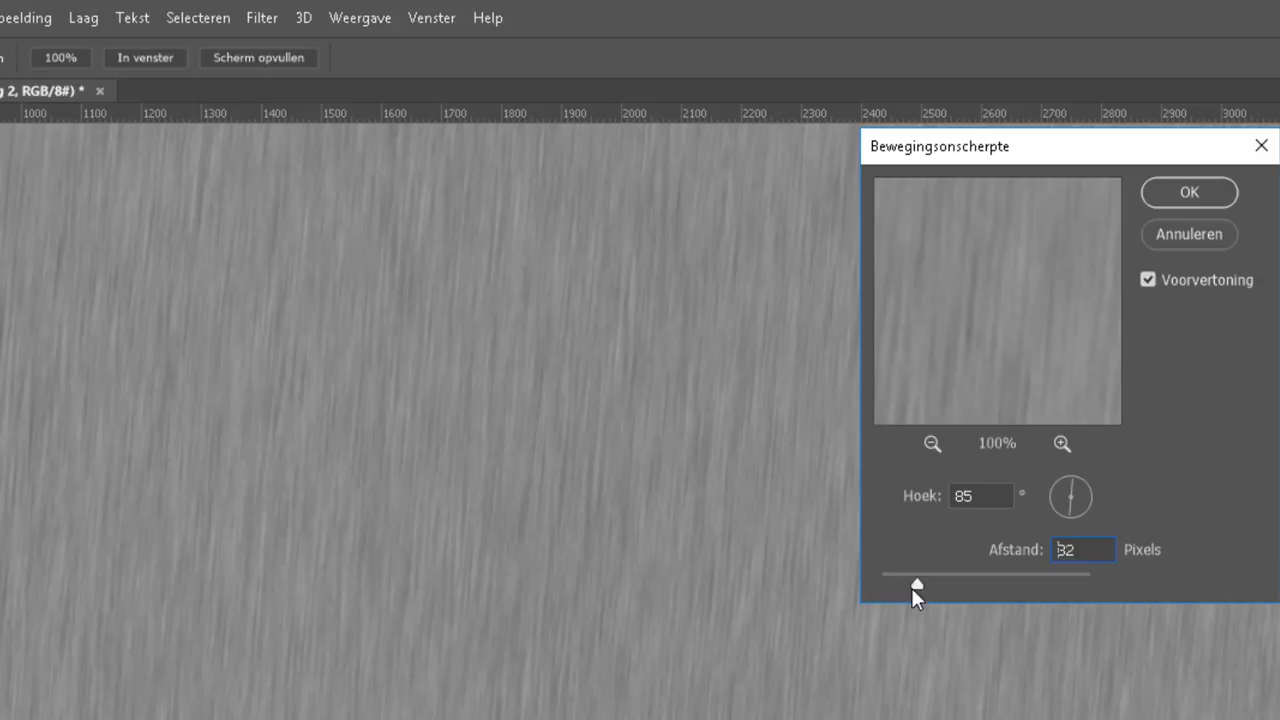 beelding Laag Tekst Selecteren Filter 3D Weergave Venster Help
n 100% In venster Scherm opvullen
g 2, RGB/8#) * ×
1000 1100 1200 1300 1400 1500 1600 1700 1800 1900 2000 2100 2200 2300 2400 2500 2600 2700 2800 2900 3000
Bewegingsonscherpte
OK
Annuleren
Voorvertoning
100%
Hoek: 85 °
Afstand: 32 Pixels